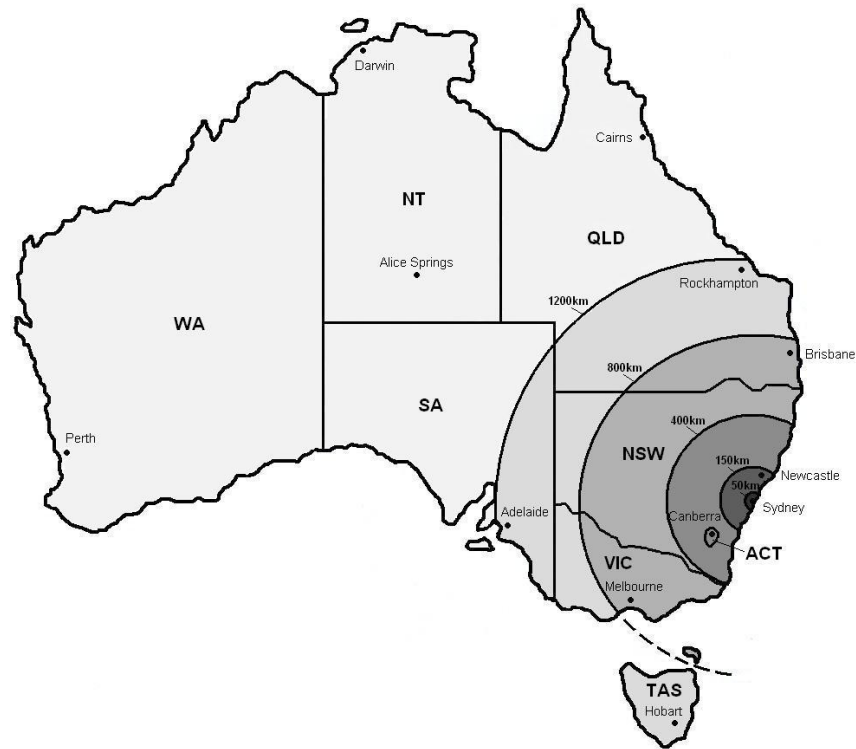 Darwin
Cairns
NT
QLD
Alice Springs
Rockhampton
1200km
WA
Brisbane
800km
SA
400km
Perth
NSW
150km
Newcastle
50km
Sydney
Adelaide
Canberra
ACT
VIC
Melbourne
TAS
Hobart